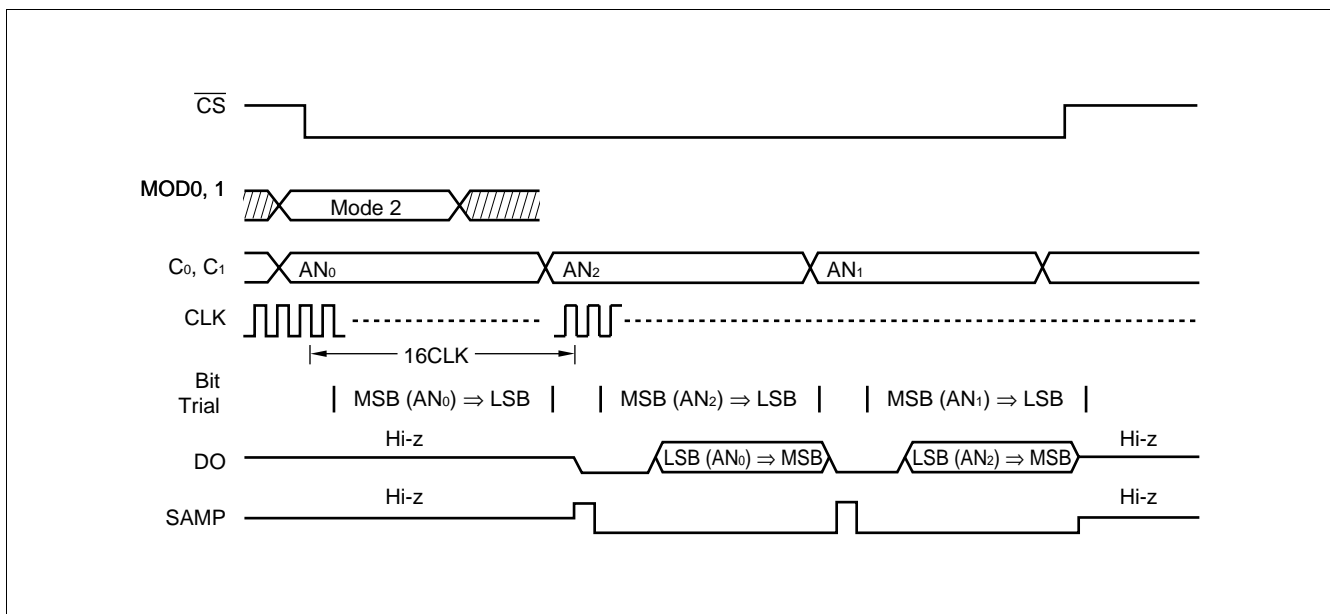 CS
MOD0, 1
Mode 2
C0, C1
AN0
AN2
AN1
CLK
16CLK
Bit
Trial
MSB (AN0) ⇒ LSB
MSB (AN2) ⇒ LSB
MSB (AN1) ⇒ LSB
DO
Hi-z
LSB (AN0) ⇒ MSB
LSB (AN2) ⇒ MSB
Hi-z
SAMP
Hi-z
Hi-z